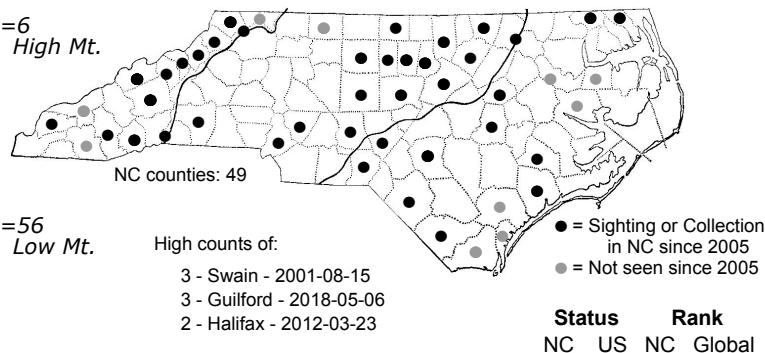 =6
High Mt.
NC counties: 49
=56
Low Mt.
High counts of:
3 - Swain - 2001-08-15
3 - Guilford - 2018-05-06
2 - Halifax - 2012-03-23
= Sighting or Collection
in NC since 2005
= Not seen since 2005
Status Rank
NC US NC Global